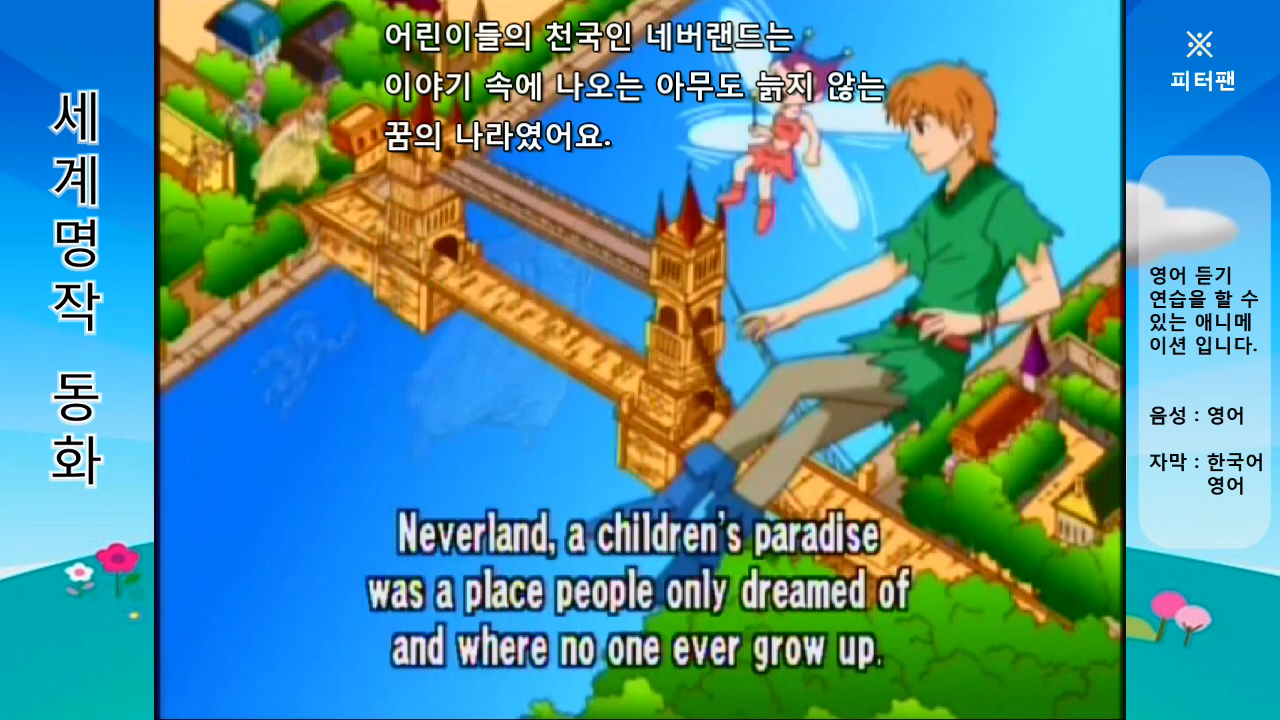 세계명작 동화
어린이들의 천국인 네버랜드는
이야기 속에 나오는 아무도 늙지 않는
꿈의 나라였어요.
Neverland, a children's paradise
was a place people only dreamed of
and where no one ever grow up.
※
피터팬
영어 듣기
연습을 할 수
있는 애니메
이션 입니다.
음성 : 영어
자막 : 한국어
영어